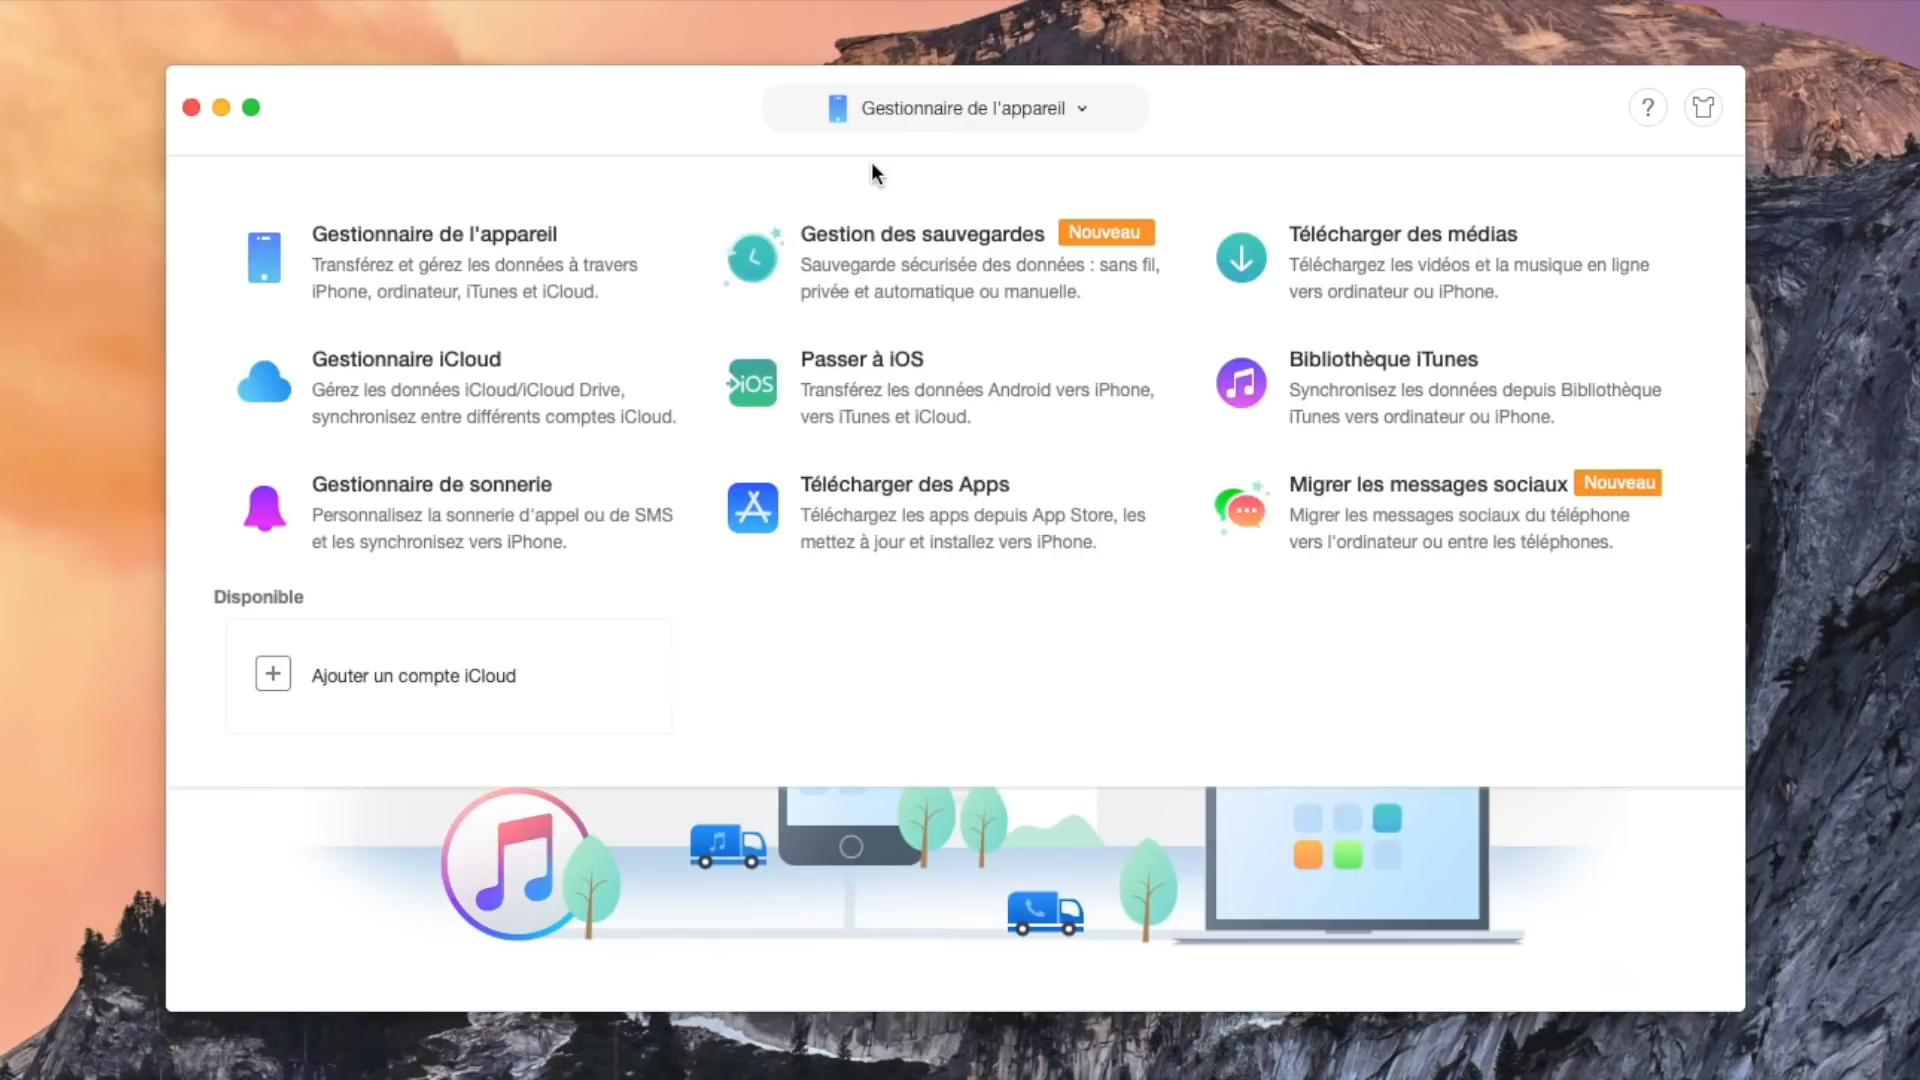 Gestionnaire de l'appareil
?
Gestionnaire de l'appareil
Transférez et gérez les données à travers
iPhone, ordinateur, iTunes et iCloud.
Gestion des sauvegardes Nouveau
Sauvegarde sécurisée des données : sans fil,
privée et automatique ou manuelle.
Télécharger des médias
Téléchargez les vidéos et la musique en ligne
vers ordinateur ou iPhone.
Gestionnaire iCloud
Gérez les données iCloud/iCloud Drive,
synchronisez entre différents comptes iCloud.
iOS
Passer à iOS
Transférez les données Android vers iPhone,
vers iTunes et iCloud.
Bibliothèque iTunes
Synchronisez les données depuis Bibliothèque
iTunes vers ordinateur ou iPhone.
Gestionnaire de sonnerie
Personnalisez la sonnerie d'appel ou de SMS
et les synchronisez vers iPhone.
Télécharger des Apps
Téléchargez les apps depuis App Store, les
mettez à jour et installez vers iPhone.
Migrer les messages sociaux Nouveau
Migrer les messages sociaux du téléphone
vers l'ordinateur ou entre les téléphones.
Disponible
Ajouter un compte iCloud